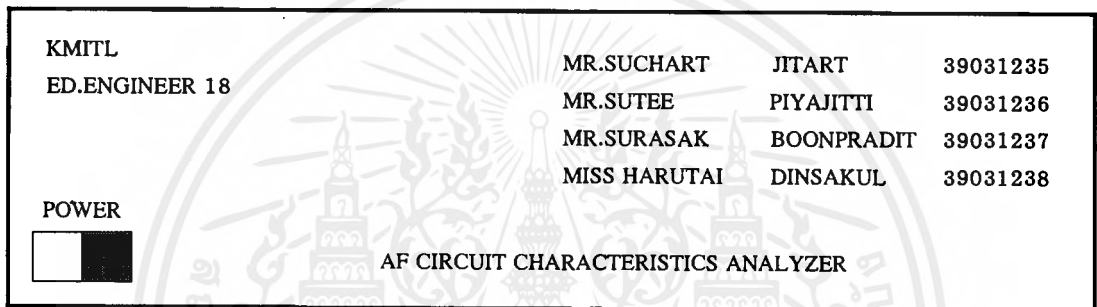 KMITL
ED.ENGINEER 18
MR.SUCHART JITART 39031235
MR.SUTEE PIYAJITTI 39031236
MR.SURASAK BOONPRADIT 39031237
MISS HARUTAI DINSAKUL 39031238
POWER
AF CIRCUIT CHARACTERISTICS ANALYZER